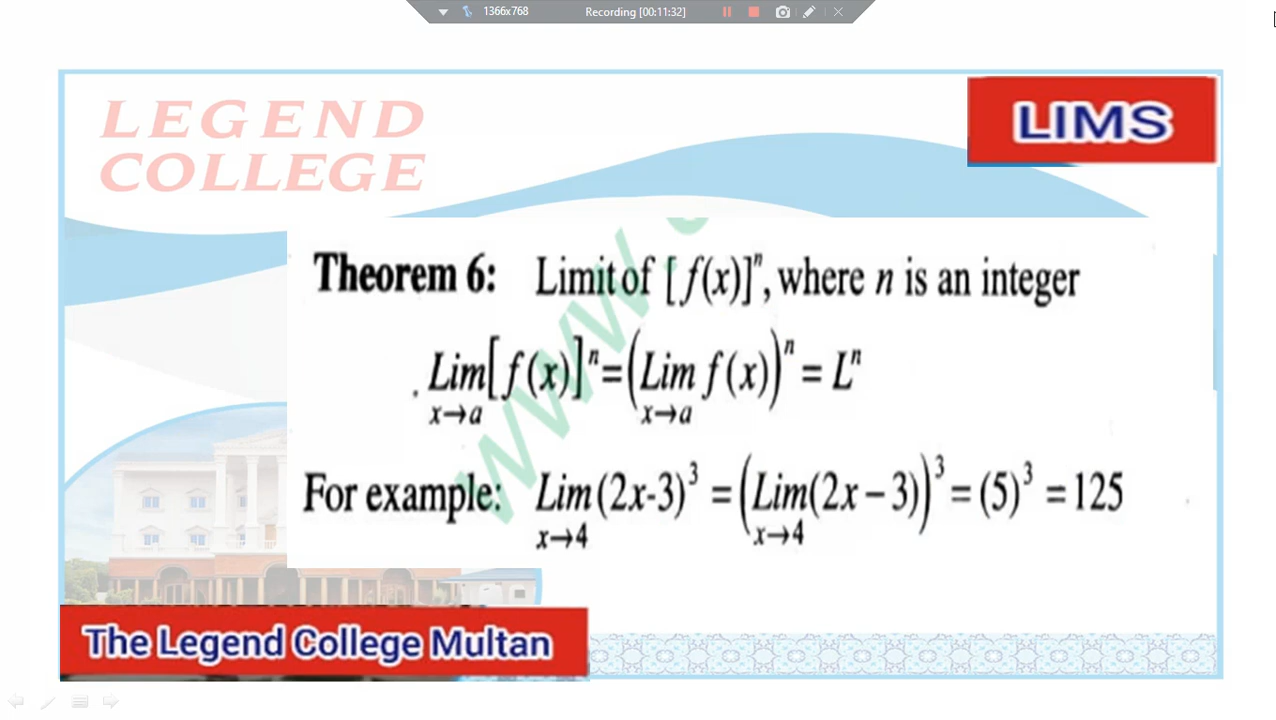 1366x768 Recording [00:11:32]
LEGEND
COLLEGE
LIMS
Theorem 6: Limit of [f(x)]ⁿ, where n is an integer
. Lim[f(x)]ⁿ = (Lim f(x))ⁿ = Lⁿ
x→a x→a
For example: Lim(2x-3)³ = (Lim(2x – 3))³ = (5)³ = 125
x→4 x→4
The Legend College Multan